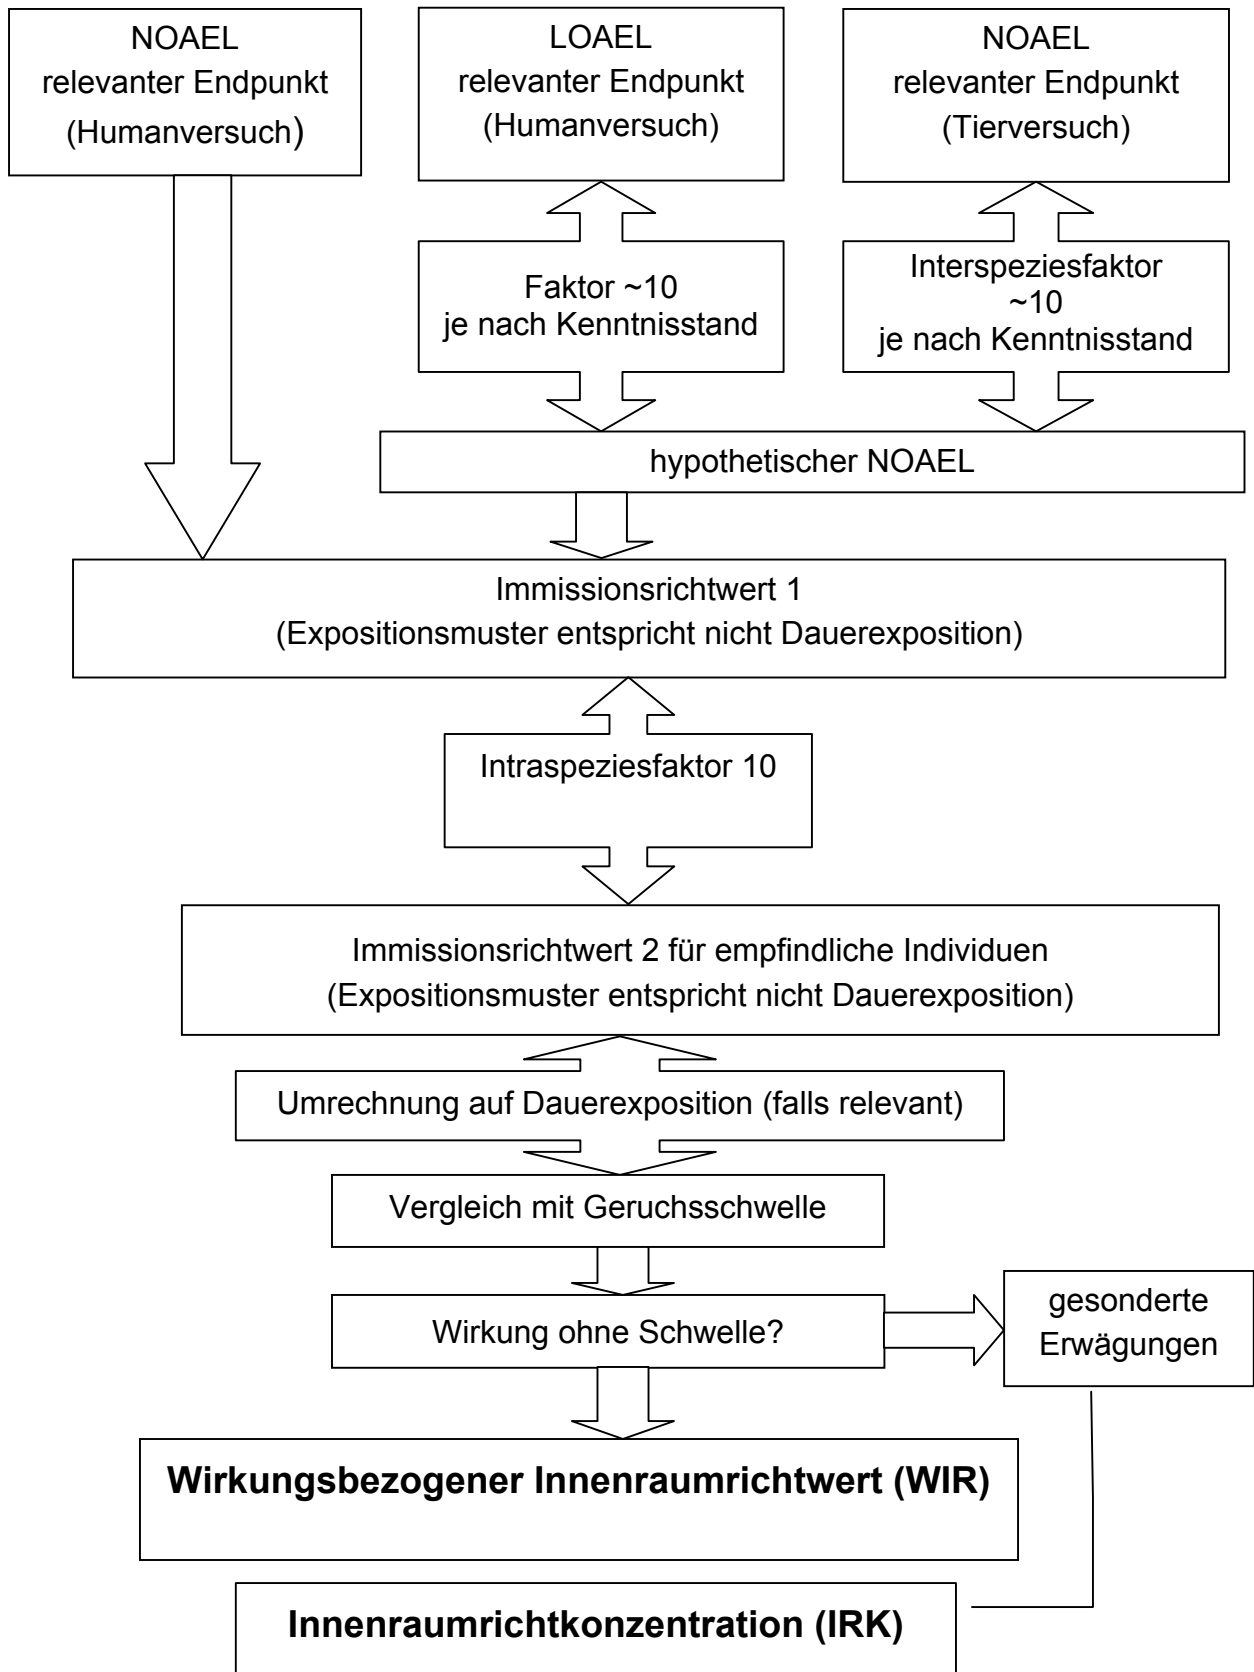 NOAEL
relevanter Endpunkt
(Humanversuch)
LOAEL
relevanter Endpunkt
(Humanversuch)
NOAEL
relevanter Endpunkt
(Tierversuch)
Faktor ~10
je nach Kenntnisstand
Interspeziesfaktor
~10
je nach Kenntnisstand
hypothetischer NOAEL
Immissionsrichtwert 1
(Expositionsmuster entspricht nicht Dauerexposition)
Intraspeziesfaktor 10
Immissionsrichtwert 2 für empfindliche Individuen
(Expositionsmuster entspricht nicht Dauerexposition)
Umrechnung auf Dauerexposition (falls relevant)
Vergleich mit Geruchsschwelle
Wirkung ohne Schwelle?
gesonderte
Erwägungen
Wirkungsbezogener Innenraumrichtwert (WIR)
Innenraumrichtkonzentration (IRK)